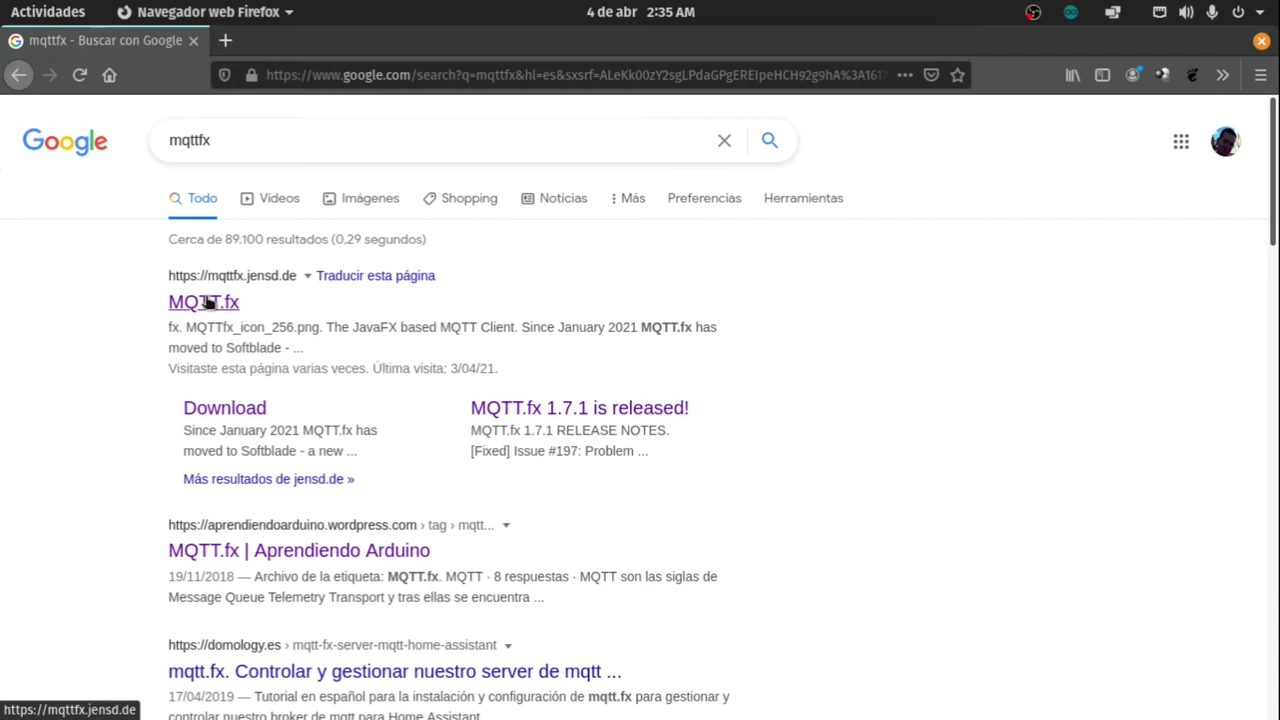 Actividades Navegador web Firefox 4 de abr 2:35 AM
mqttfx - Buscar con Google
https://www.google.com/search?q=mqttfx&hl=es&sxsrf=ALeKk00zY2sgLPdaGPgEREIpeHCH92g9hA%3A161
Google mqttfx
Todo Videos Imágenes Shopping Noticias Más Preferencias Herramientas
Cerca de 89.100 resultados (0,29 segundos)
https://mqttfx.jensd.de Traducir esta página
MQTT.fx
fx. MQTTfx_icon_256.png. The JavaFX based MQTT Client. Since January 2021 MQTT.fx has
moved to Softblade - ...
Visitaste esta página varias veces. Última visita: 3/04/21.
Download MQTT.fx 1.7.1 is released!
Since January 2021 MQTT.fx has MQTT.fx 1.7.1 RELEASE NOTES.
moved to Softblade - a new ... [Fixed] Issue #197: Problem ...
Más resultados de jensd.de »
https://aprendiendoarduino.wordpress.com › tag › mqtt...
MQTT.fx | Aprendiendo Arduino
19/11/2018 — Archivo de la etiqueta: MQTT.fx. MQTT · 8 respuestas · MQTT son las siglas de
Message Queue Telemetry Transport y tras ellas se encuentra ...
https://domology.es › mqtt-fx-server-mqtt-home-assistant
mqtt.fx. Controlar y gestionar nuestro server de mqtt ...
17/04/2019 — Tutorial en español para la instalación y configuración de mqtt.fx para gestionar y
controlar nuestro broker de mqtt para Home Assistant
https://mqttfx.jensd.de